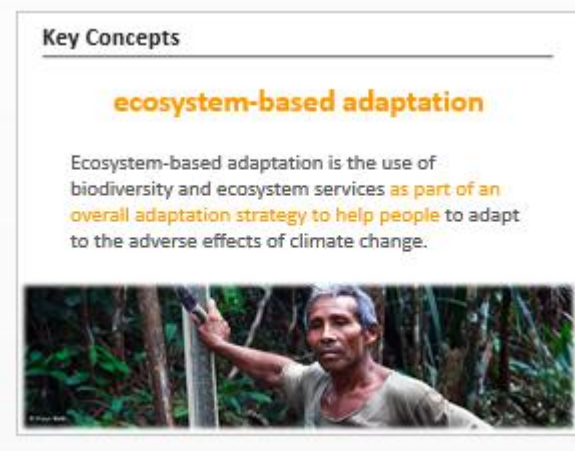 Key Concepts
ecosystem-based adaptation
Ecosystem-based adaptation is the use of
biodiversity and ecosystem services as part of an
overall adaptation strategy to help people to adapt
to the adverse effects of climate change.